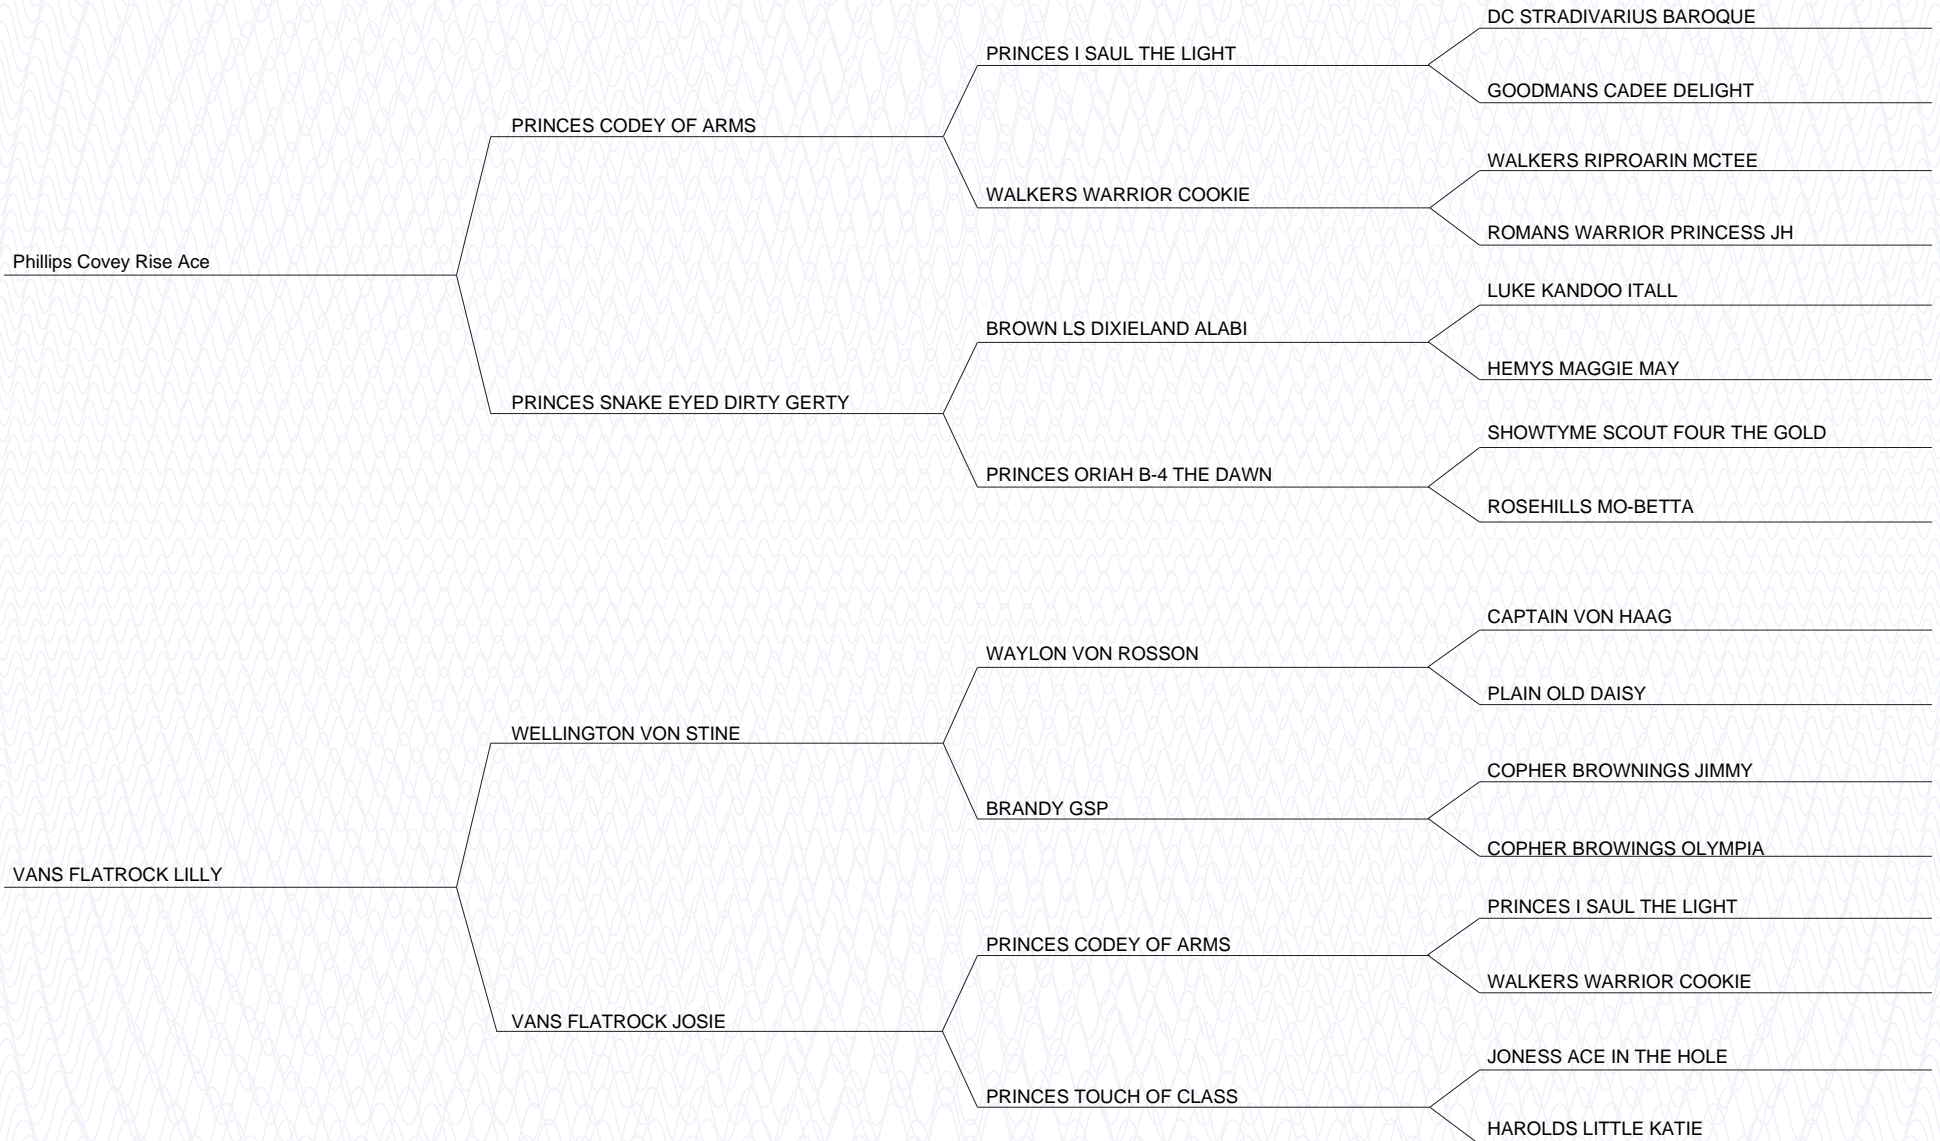 DC STRADIVARIUS BAROQUE
PRINCES I SAUL THE LIGHT
GOODMANS CADEE DELIGHT
PRINCES CODEY OF ARMS
WALKERS RIPROARIN MCTEE
WALKERS WARRIOR COOKIE
ROMANS WARRIOR PRINCESS JH
Phillips Covey Rise Ace
LUKE KANDOO ITALL
BROWN LS DIXIELAND ALABI
HEMYS MAGGIE MAY
PRINCES SNAKE EYED DIRTY GERTY
SHOWTYME SCOUT FOUR THE GOLD
PRINCES ORIAH B-4 THE DAWN
ROSEHILLS MO-BETTA
CAPTAIN VON HAAG
WAYLON VON ROSSON
PLAIN OLD DAISY
WELLINGTON VON STINE
COPHER BROWNINGS JIMMY
BRANDY GSP
COPHER BROWINGS OLYMPIA
VANS FLATROCK LILLY
PRINCES I SAUL THE LIGHT
PRINCES CODEY OF ARMS
WALKERS WARRIOR COOKIE
VANS FLATROCK JOSIE
JONESS ACE IN THE HOLE
PRINCES TOUCH OF CLASS
HAROLDS LITTLE KATIE